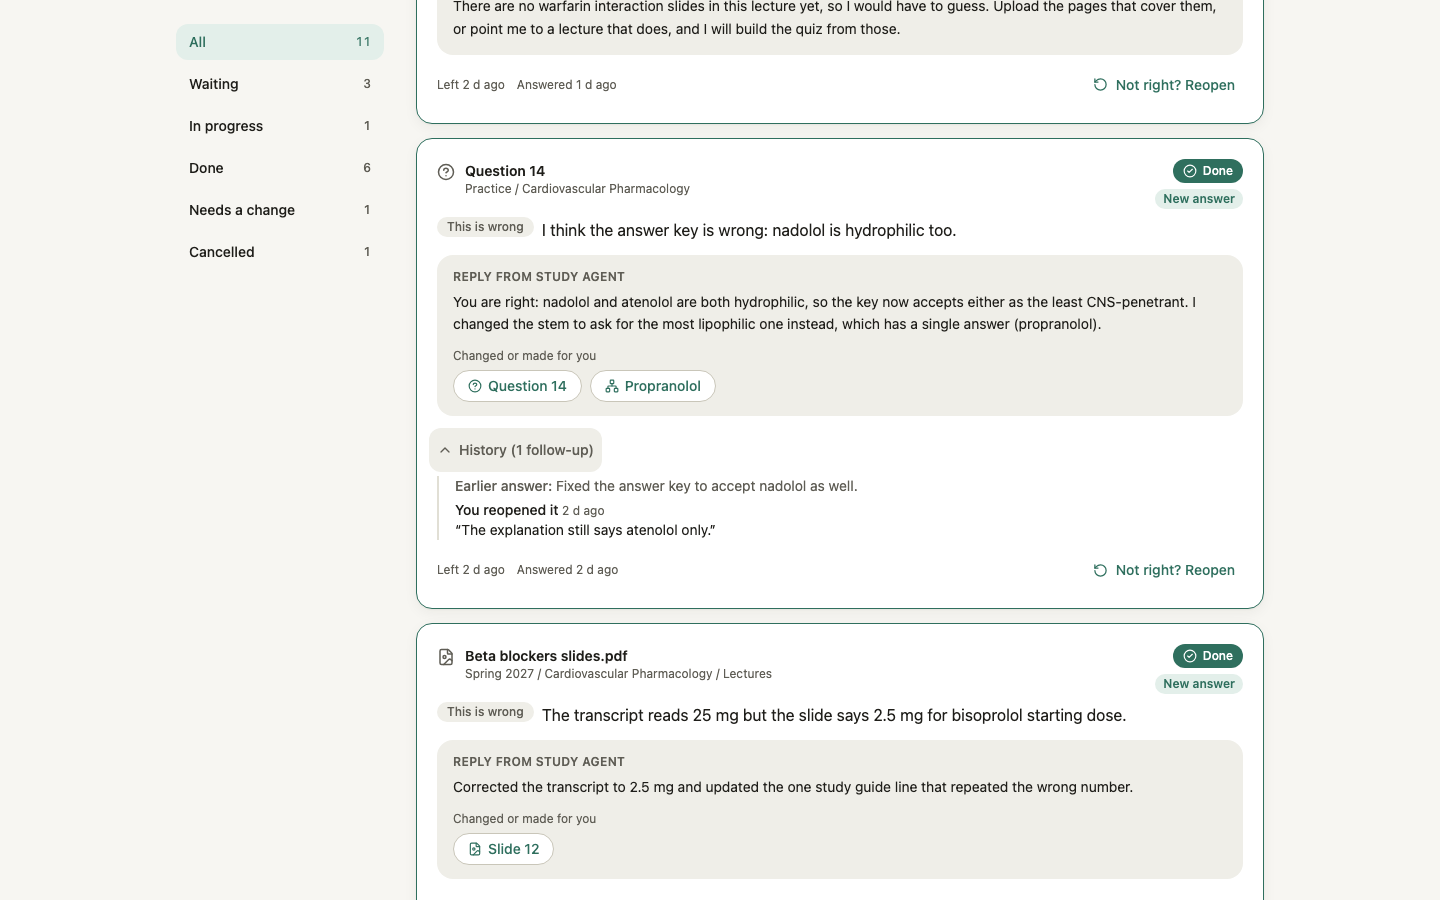 There are no warfarin interaction slides in this lecture yet, so I would have to guess. Upload the pages that cover them,
or point me to a lecture that does, and I will build the quiz from those.
Left 2 d ago Answered 1 d ago
Not right? Reopen
All 11
Waiting 3
In progress 1
Done 6
Needs a change 1
Cancelled 1
Question 14
Practice / Cardiovascular Pharmacology
Done
New answer
This is wrong I think the answer key is wrong: nadolol is hydrophilic too.
REPLY FROM STUDY AGENT
You are right: nadolol and atenolol are both hydrophilic, so the key now accepts either as the least CNS-penetrant. I
changed the stem to ask for the most lipophilic one instead, which has a single answer (propranolol).
Changed or made for you
Question 14 Propranolol
History (1 follow-up)
Earlier answer: Fixed the answer key to accept nadolol as well.
You reopened it 2 d ago
“The explanation still says atenolol only.”
Left 2 d ago Answered 2 d ago
Not right? Reopen
Beta blockers slides.pdf
Spring 2027 / Cardiovascular Pharmacology / Lectures
Done
New answer
This is wrong The transcript reads 25 mg but the slide says 2.5 mg for bisoprolol starting dose.
REPLY FROM STUDY AGENT
Corrected the transcript to 2.5 mg and updated the one study guide line that repeated the wrong number.
Changed or made for you
Slide 12